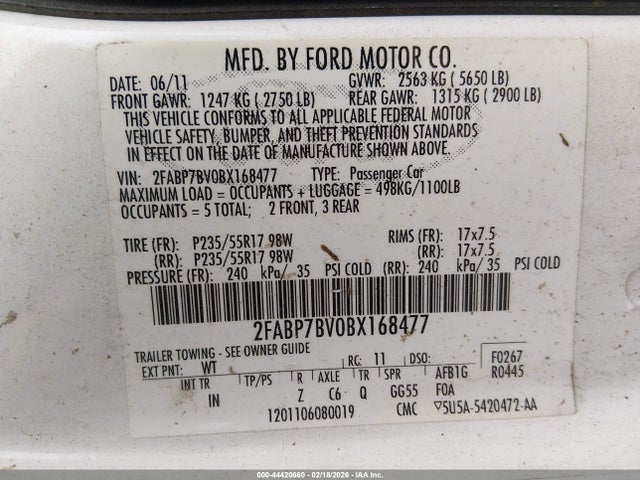 MFD. BY FORD MOTOR CO.
DATE: 06/11 GVWR: 2563 KG ( 5650 LB)
FRONT GAWR: 1247 KG ( 2750 LB) REAR GAWR: 1315 KG ( 2900 LB)
THIS VEHICLE CONFORMS TO ALL APPLICABLE FEDERAL MOTOR
VEHICLE SAFETY, BUMPER, AND THEFT PREVENTION STANDARDS
IN EFFECT ON THE DATE OF MANUFACTURE SHOWN ABOVE.
VIN: 2FABP7BV0BX168477 TYPE: Passenger Car
MAXIMUM LOAD = OCCUPANTS + LUGGAGE = 498KG/1100LB
OCCUPANTS = 5 TOTAL; 2 FRONT, 3 REAR
TIRE (FR): P235/55R17 98W RIMS (FR): 17x7.5
(RR): P235/55R17 98W (RR): 17x7.5
PRESSURE (FR): 240 kPa/ 35 PSI COLD (RR): 240 kPa/ 35 PSI COLD
2FABP7BV0BX168477
TRAILER TOWING - SEE OWNER GUIDE
EXT PNT: WT RC: 11 DSO: F0267
R0445
INT TR TP/PS R AXLE TR SPR AFB1G
IN Z C6 Q GG55 F0A
1201106080019 CMC ▽5U5A-5420472-AA
000-44420660 - 02/18/2026 - COPYRIGHT IAA, LLC